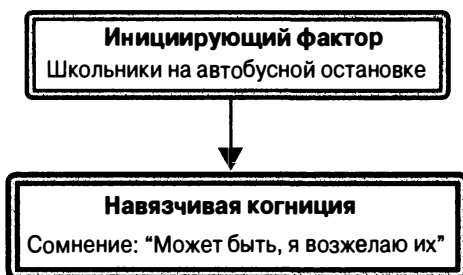 Инициирующий фактор
Школьники на автобусной остановке
Навязчивая когниция
Сомнение: “Может быть, я возжелаю их”